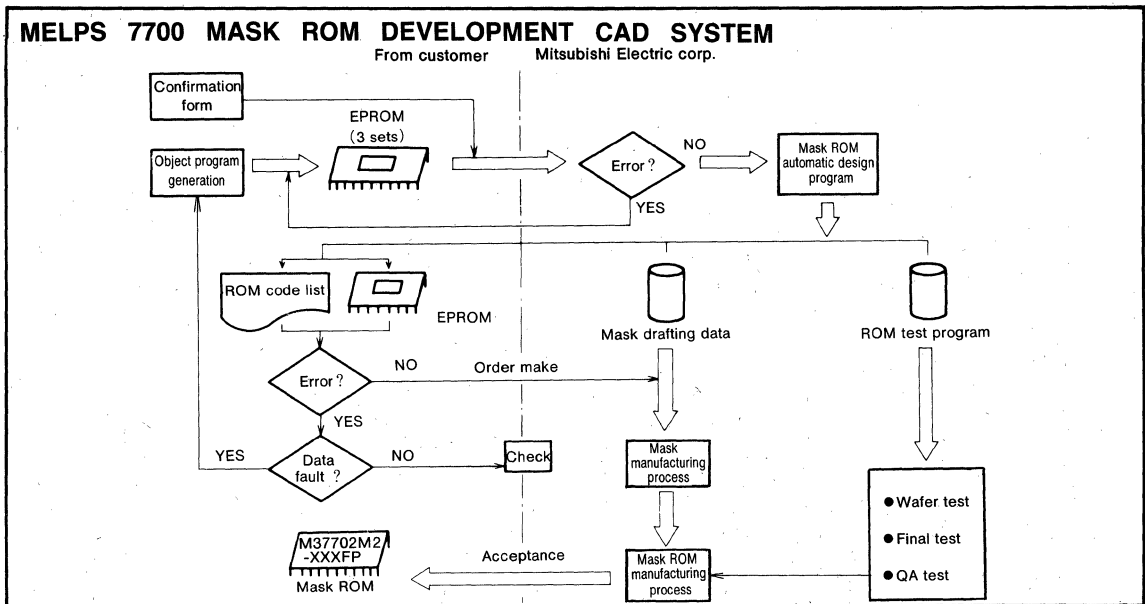 MELPS 7700 MASK ROM DEVELOPMENT CAD SYSTEM
From customer
Mitsubishi Electric corp.
Confirmation
form
EPROM
(3 sets)
Object program
generation
Error?
NO
Mask ROM
automatic design
program
YES
ROM code list
EPROM
Mask drafting data
ROM test program
Error?
NO
Order make
YES
Data
fault ?
YES
NO
Check
Mask
manufacturing
process
● Wafer test
● Final test
● QA test
M37702M2
-XXXFP
Mask ROM
Acceptance
Mask ROM
manufacturing
process